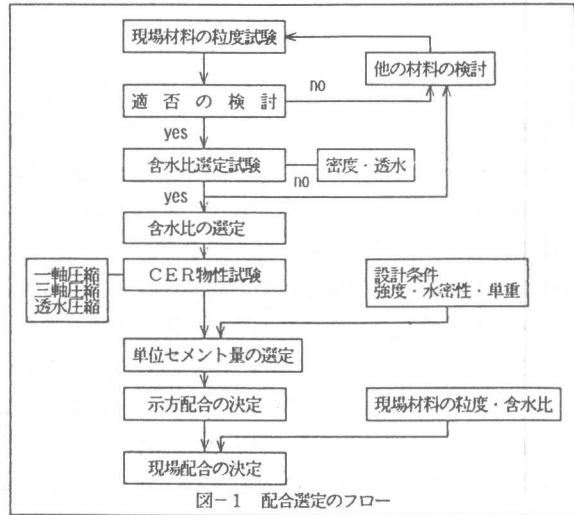 現場材料の粒度試験
他の材料の検討
適否の検討
no
yes
含水比選定試験
密度・透水
no
yes
含水比の選定
一軸圧縮
三軸圧縮
透水圧縮
CER物性試験
設計条件
強度・水密性・単重
単位セメント量の選定
示方配合の決定
現場材料の粒度・含水比
現場配合の決定
図-1 配合選定のフロー